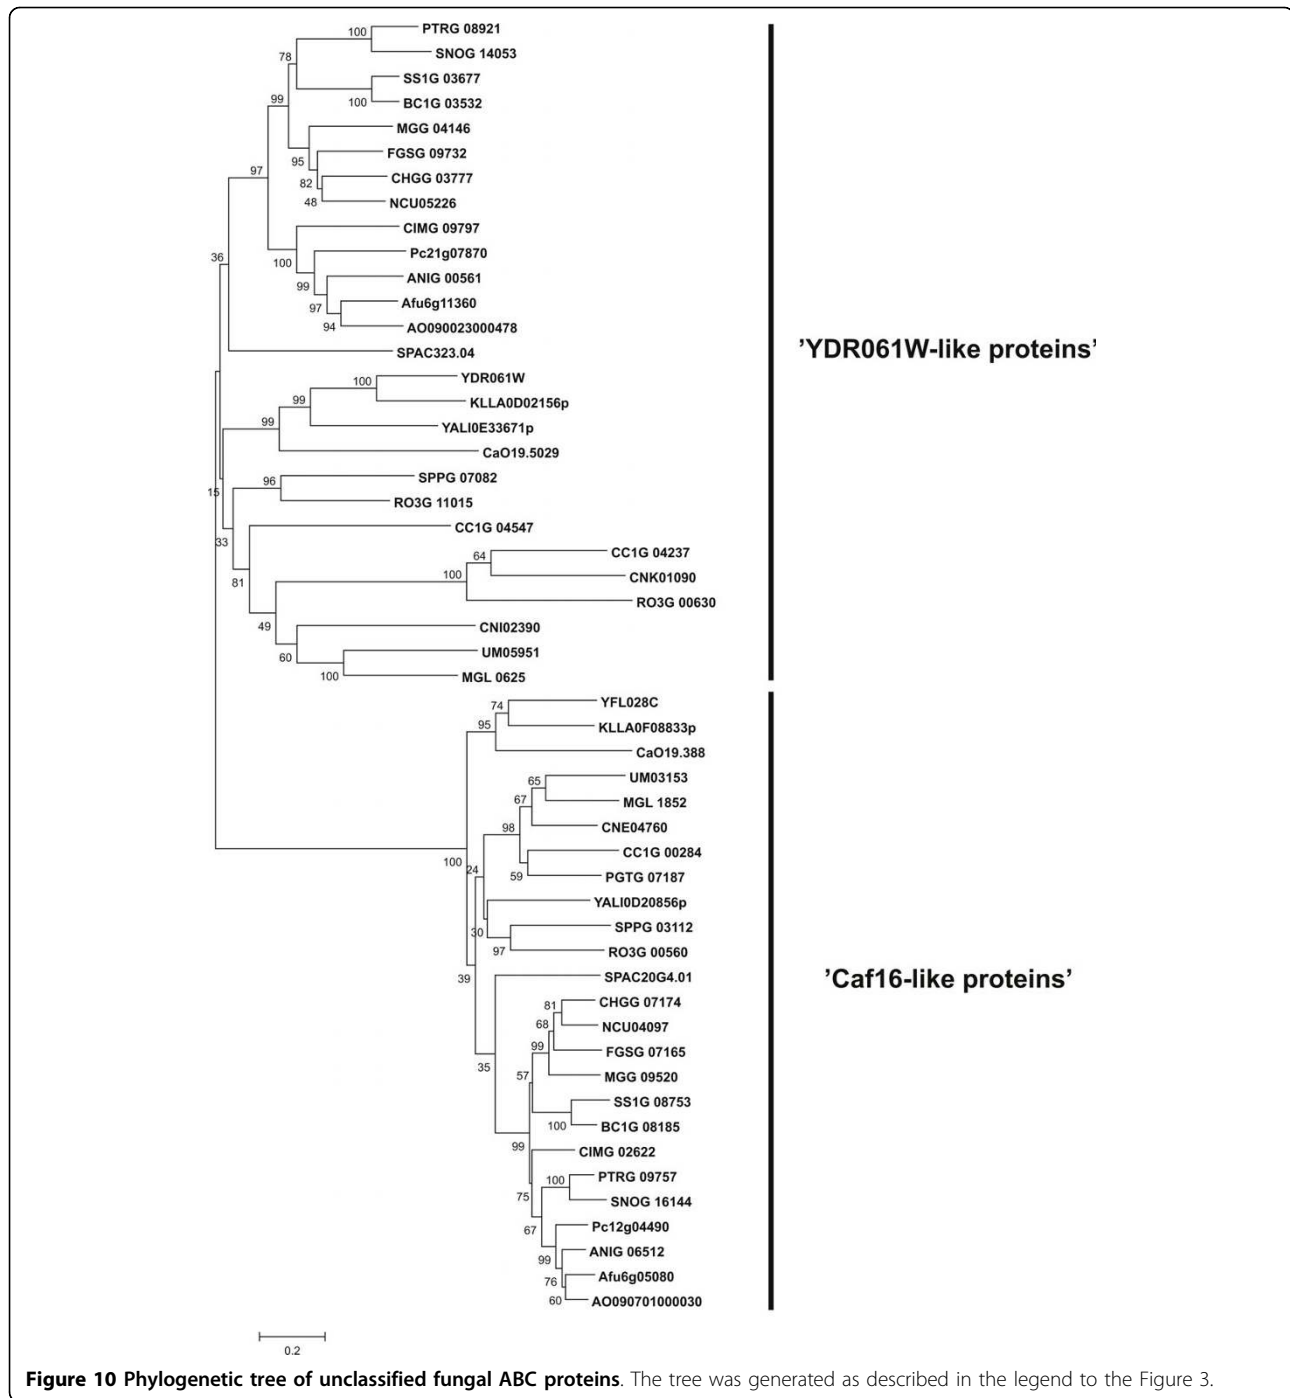 PTRG 08921
100
SNOG 14053
78
SS1G 03677
99
100
BC1G 03532
MGG 04146
95
FGSG 09732
97
82
CHGG 03777
48
NCU05226
CIMG 09797
100
Pc21g07870
36
99
ANIG 00561
97
Afu6g11360
94
AO090023000478
SPAC323.04
'YDR061W-like proteins'
100
YDR061W
99
KLLA0D02156p
99
YALI0E33671p
CaO19.5029
SPPG 07082
96
15
RO3G 11015
CC1G 04547
33
64
CC1G 04237
81
100
CNK01090
RO3G 00630
49
CNI02390
60
UM05951
100
MGL 0625
74
YFL028C
95
KLLA0F08833p
CaO19.388
65
UM03153
67
MGL 1852
98
CNE04760
100
24
CC1G 00284
59
PGTG 07187
YALI0D20856p
30
SPPG 03112
97
RO3G 00560
39
SPAC20G4.01
'Caf16-like proteins'
81
CHGG 07174
68
NCU04097
99
FGSG 07165
35
57
MGG 09520
SS1G 08753
100
BC1G 08185
99
CIMG 02622
100
PTRG 09757
75
SNOG 16144
67
Pc12g04490
99
ANIG 06512
76
Afu6g05080
60
AO090701000030
0.2
Figure 10 Phylogenetic tree of unclassified fungal ABC proteins. The tree was generated as described in the legend to the Figure 3.